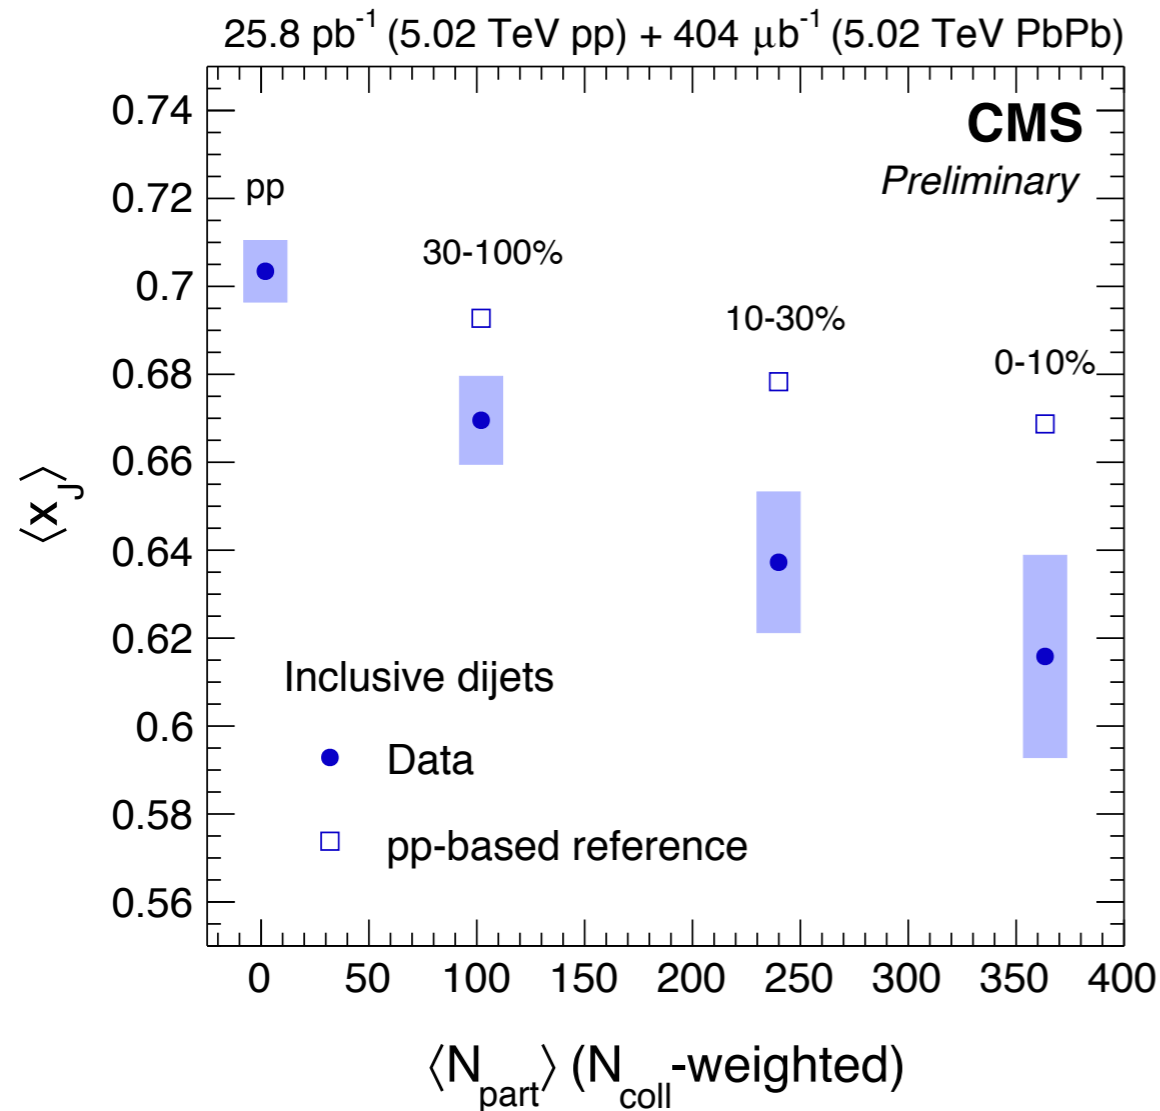 25.8 pb⁻¹ (5.02 TeV pp) + 404 μb⁻¹ (5.02 TeV PbPb)
CMS
Preliminary
pp
30-100%
10-30%
0-10%
0.74
0.72
0.7
0.68
0.66
0.64
0.62
0.6
0.58
0.56
⟨x_J⟩
Inclusive dijets
Data
pp-based reference
0 50 100 150 200 250 300 350 400
⟨N_part⟩ (N_coll-weighted)